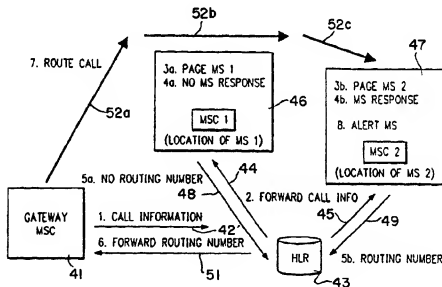 52b
52c
7. ROUTE CALL
52a
3a. PAGE MS 1
4a. NO MS RESPONSE
MSC 1
(LOCATION OF MS 1)
46
47
3b. PAGE MS 2
4b. MS RESPONSE
8. ALERT MS
MSC 2
(LOCATION OF MS 2)
5a. NO ROUTING NUMBER
48
44
2. FORWARD CALL INFO
45
49
GATEWAY
MSC
41
1. CALL INFORMATION
42'
6. FORWARD ROUTING NUMBER
51
HLR
43
5b. ROUTING NUMBER